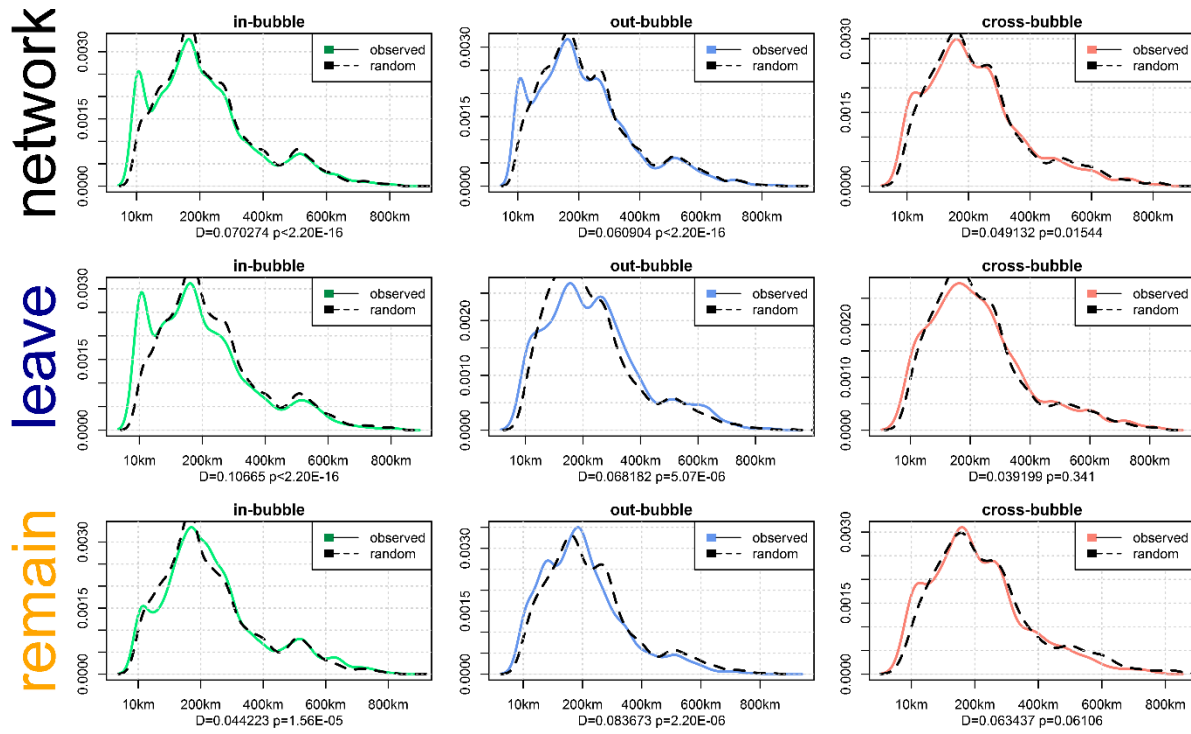 network
in-bubble
0.0030
0.0015
0.0000
observed
random
10km 200km 400km 600km 800km
D=0.070274 p<2.20E-16
out-bubble
0.0030
0.0015
0.0000
observed
random
10km 200km 400km 600km 800km
D=0.060904 p<2.20E-16
cross-bubble
0.0030
0.0015
0.0000
observed
random
10km 200km 400km 600km 800km
D=0.049132 p=0.01544
leave
in-bubble
0.0030
0.0015
0.0000
observed
random
10km 200km 400km 600km 800km
D=0.10665 p<2.20E-16
out-bubble
0.0020
0.0010
0.0000
observed
random
10km 200km 400km 600km 800km
D=0.068182 p=5.07E-06
cross-bubble
0.0020
0.0010
0.0000
observed
random
10km 200km 400km 600km 800km
D=0.039199 p=0.341
remain
in-bubble
0.0030
0.0015
0.0000
observed
random
10km 200km 400km 600km 800km
D=0.044223 p=1.56E-05
out-bubble
0.0030
0.0015
0.0000
observed
random
10km 200km 400km 600km 800km
D=0.083673 p=2.20E-06
cross-bubble
0.0030
0.0015
0.0000
observed
random
10km 200km 400km 600km 800km
D=0.063437 p=0.06106